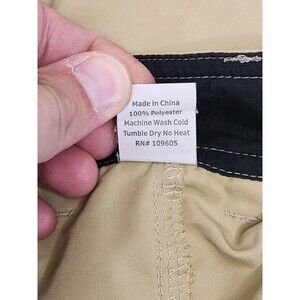 Made in China
100% Polyester
Machine Wash Cold
Tumble Dry No Heat
RN# 109605